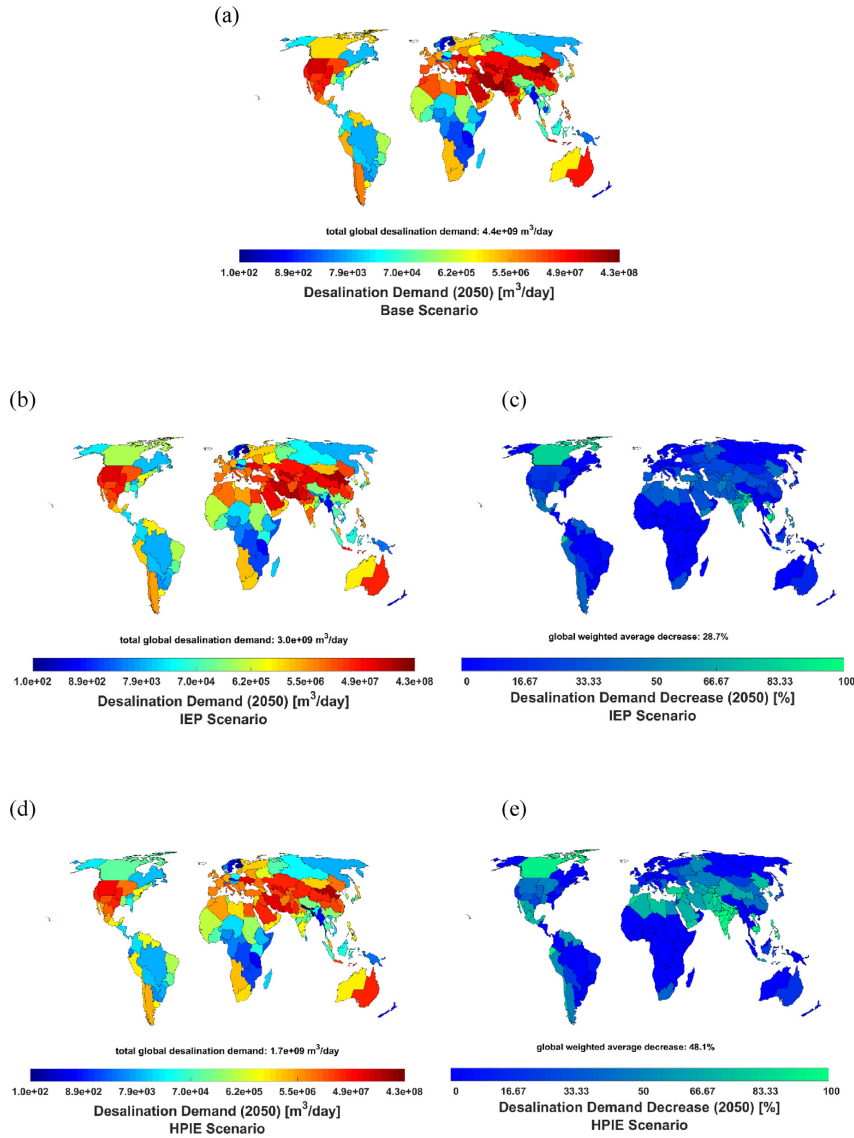 (a)
total global desalination demand: 4.4e+09 m³/day
1.0e+02 8.9e+02 7.9e+03 7.0e+04 6.2e+05 5.5e+06 4.9e+07 4.3e+08
Desalination Demand (2050) [m³/day]
Base Scenario
(b) (c)
total global desalination demand: 3.0e+09 m³/day
1.0e+02 8.9e+02 7.9e+03 7.0e+04 6.2e+05 5.5e+06 4.9e+07 4.3e+08
Desalination Demand (2050) [m³/day]
IEP Scenario
global weighted average decrease: 28.7%
0 16.67 33.33 50 66.67 83.33 100
Desalination Demand Decrease (2050) [%]
IEP Scenario
(d) (e)
total global desalination demand: 1.7e+09 m³/day
1.0e+02 8.9e+02 7.9e+03 7.0e+04 6.2e+05 5.5e+06 4.9e+07 4.3e+08
Desalination Demand (2050) [m³/day]
HPIE Scenario
global weighted average decrease: 48.1%
0 16.67 33.33 50 66.67 83.33 100
Desalination Demand Decrease (2050) [%]
HPIE Scenario